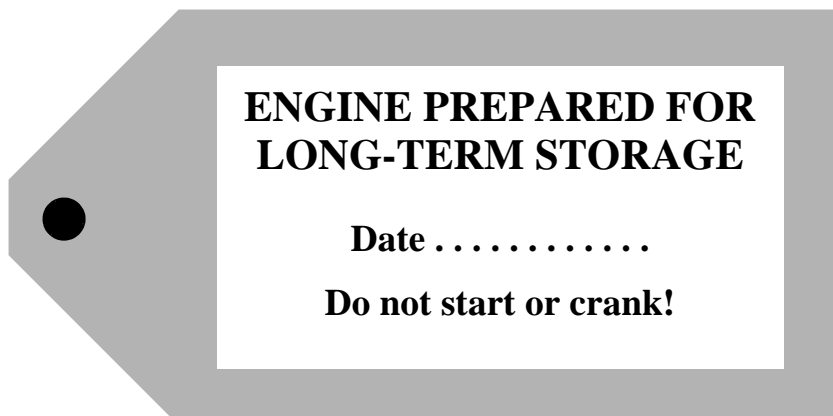 ENGINE PREPARED FOR
LONG-TERM STORAGE
Date . . . . . . . . . . . .
Do not start or crank!